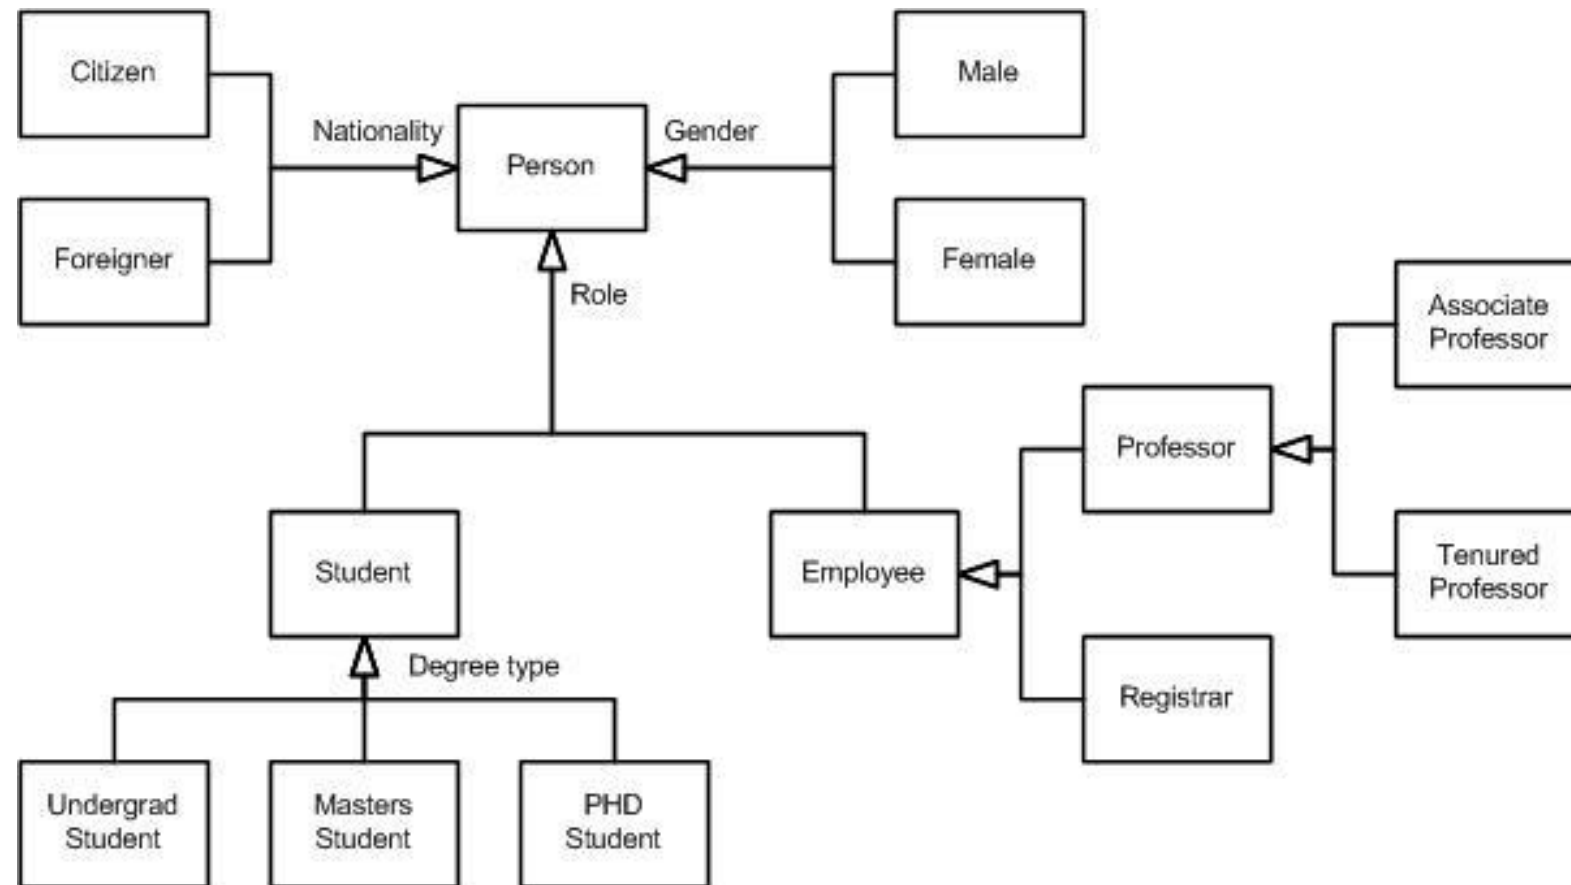 Citizen
Male
Nationality
Gender
Person
Foreigner
Female
Role
Associate
Professor
Professor
Student
Employee
Tenured
Professor
Degree type
Registrar
Undergrad
Student
Masters
Student
PHD
Student